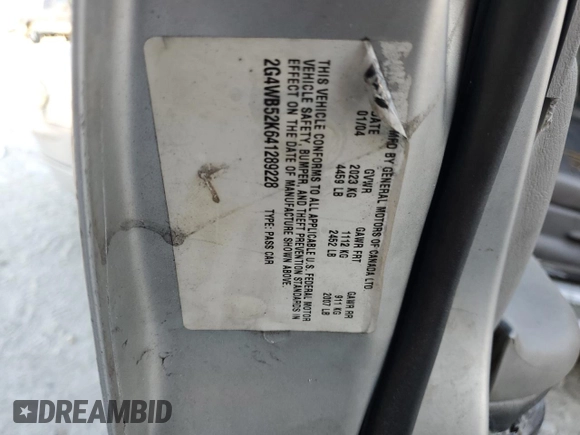 MFD BY GENERAL MOTORS OF CANADA LTD
DATE GVWR GAWR FRT GAWR RR
01/04 2023 KG 1112 KG 911 KG
4459 LB 2452 LB 2007 LB
THIS VEHICLE CONFORMS TO ALL APPLICABLE U.S. FEDERAL MOTOR
VEHICLE SAFETY, BUMPER, AND THEFT PREVENTION STANDARDS IN
EFFECT ON THE DATE OF MANUFACTURE SHOWN ABOVE.
2G4WB52K641289228 TYPE: PASS CAR
DREAMBID